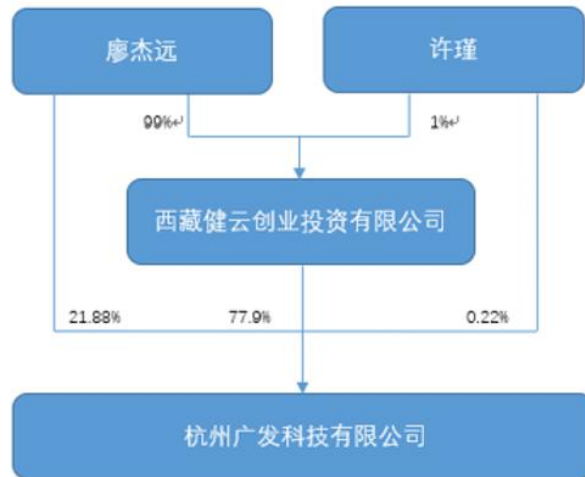 廖杰远
许瑾
99%↵
1%↵
西藏健云创业投资有限公司
21.88%
77.9%
0.22%
杭州广发科技有限公司